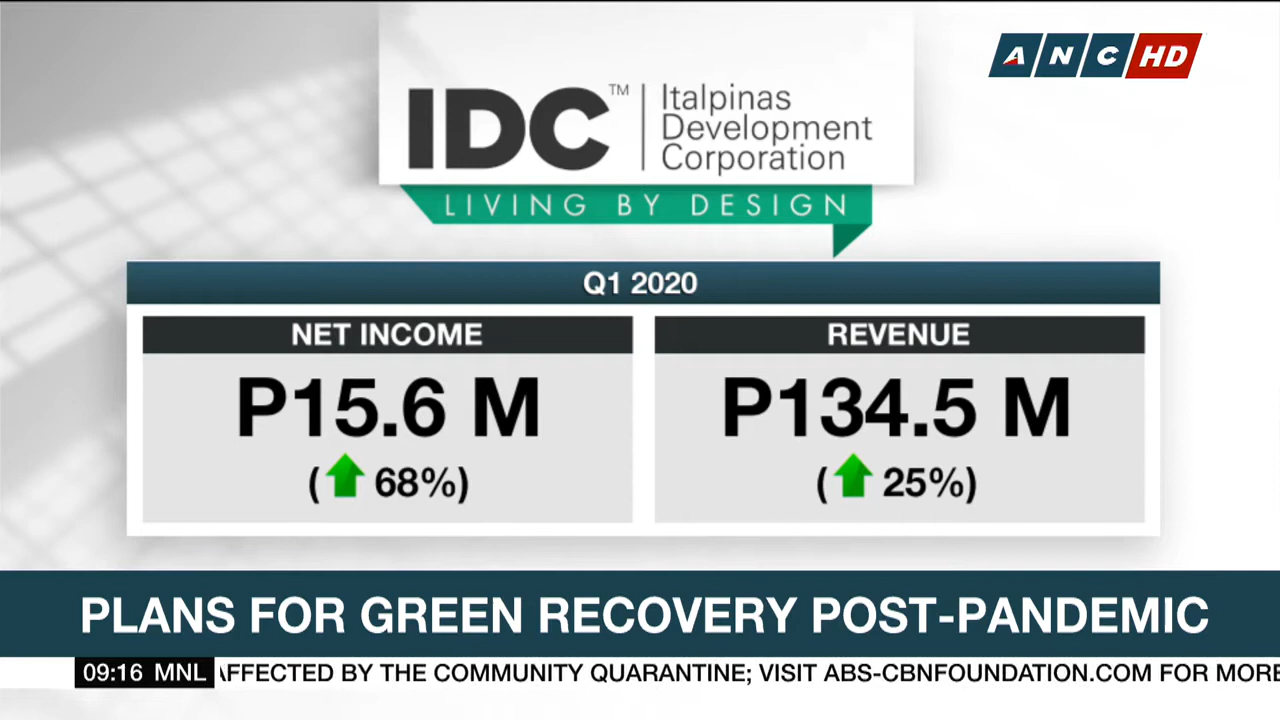 ANC HD
IDC™
Italpinas
Development
Corporation
LIVING BY DESIGN
Q1 2020
NET INCOME
P15.6 M
(68%)
REVENUE
P134.5 M
(25%)
PLANS FOR GREEN RECOVERY POST-PANDEMIC
09:16 MNL
AFFECTED BY THE COMMUNITY QUARANTINE; VISIT ABS-CBNFOUNDATION.COM FOR MORE